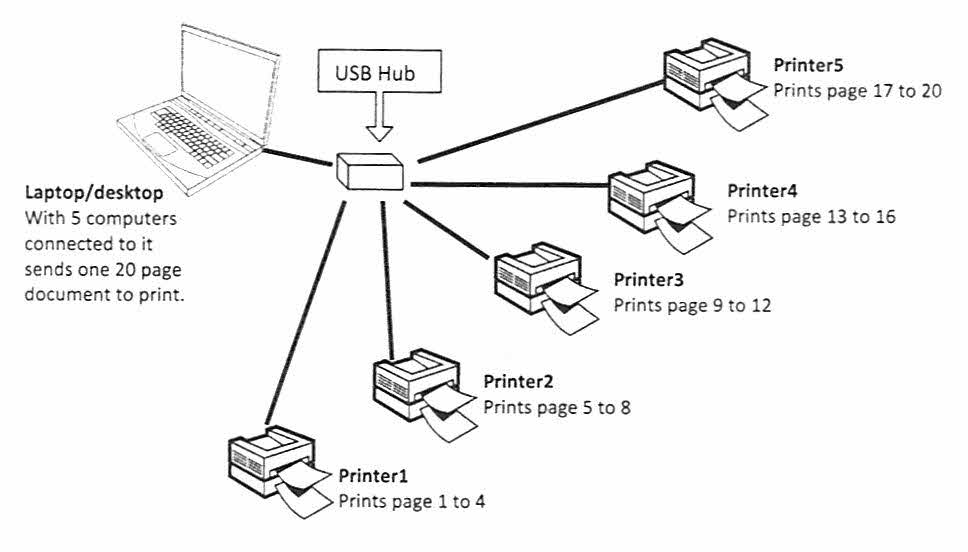 USB Hub
Laptop/desktop
With 5 computers
connected to it
sends one 20 page
document to print.
Printer5
Prints page 17 to 20
Printer4
Prints page 13 to 16
Printer3
Prints page 9 to 12
Printer2
Prints page 5 to 8
Printer1
Prints page 1 to 4